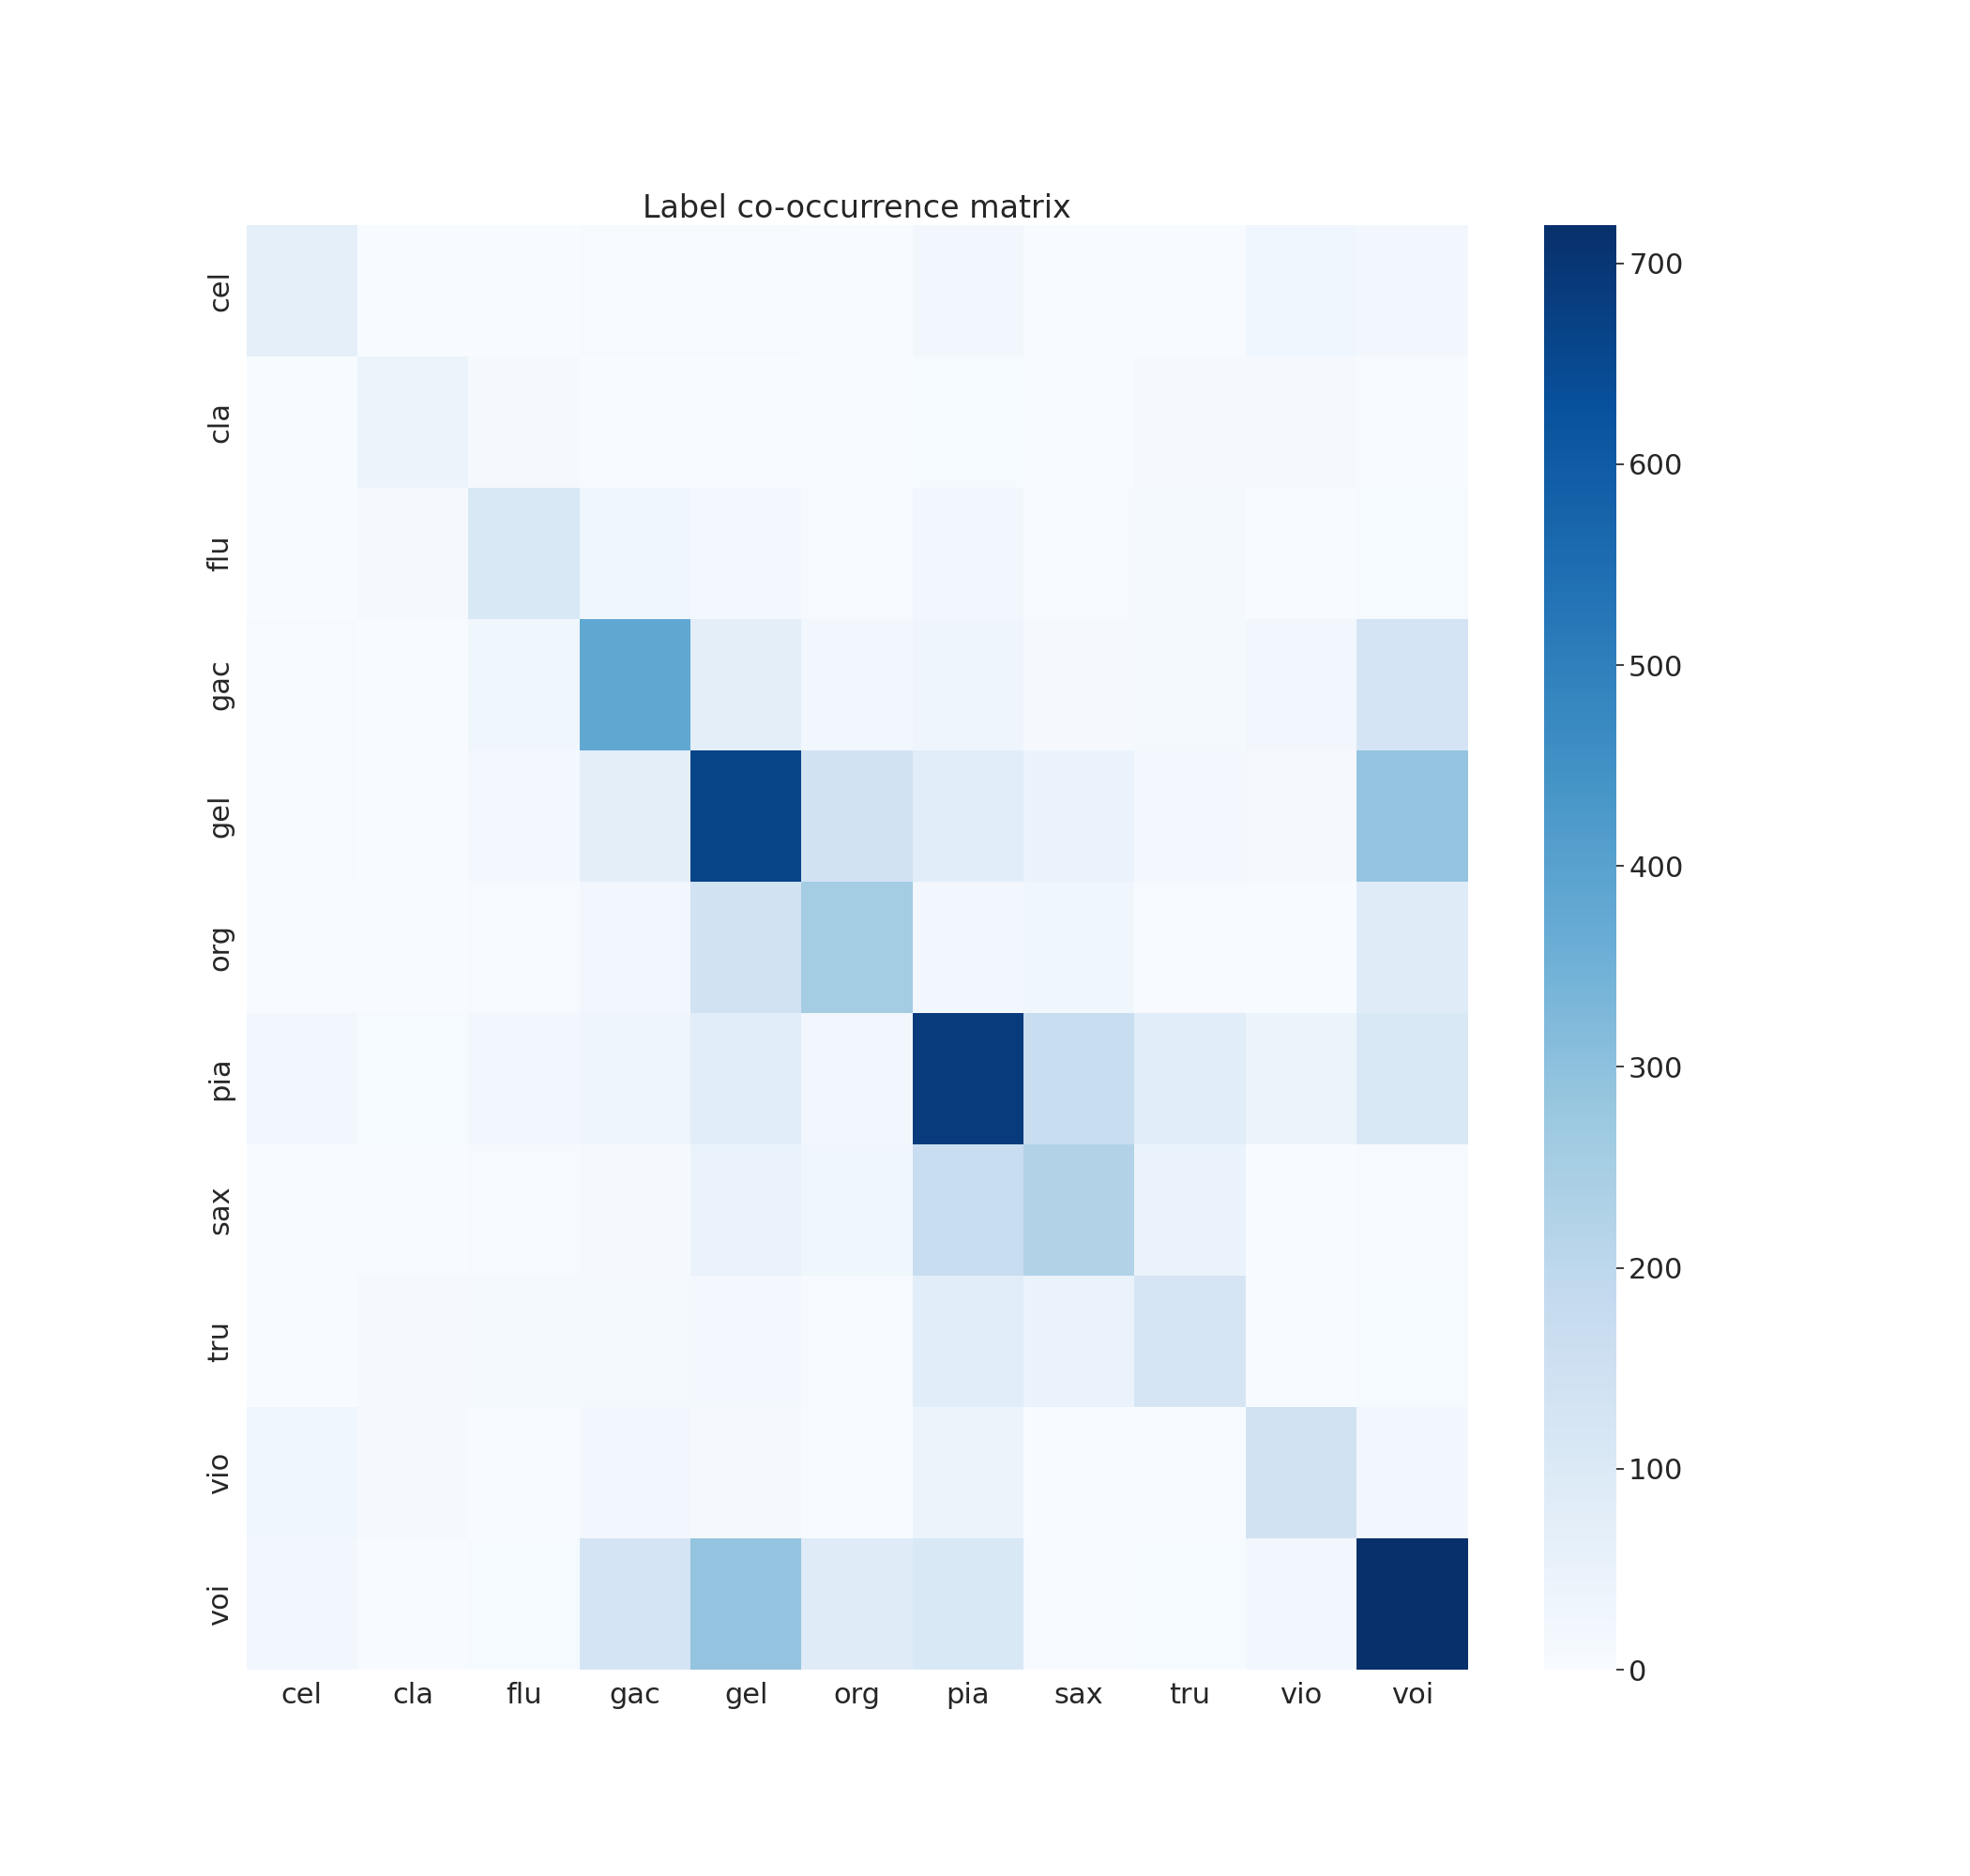 Label co-occurrence matrix
cel
cla
flu
gac
gel
org
pia
sax
tru
vio
voi
cel cla flu gac gel org pia sax tru vio voi
700
600
500
400
300
200
100
0